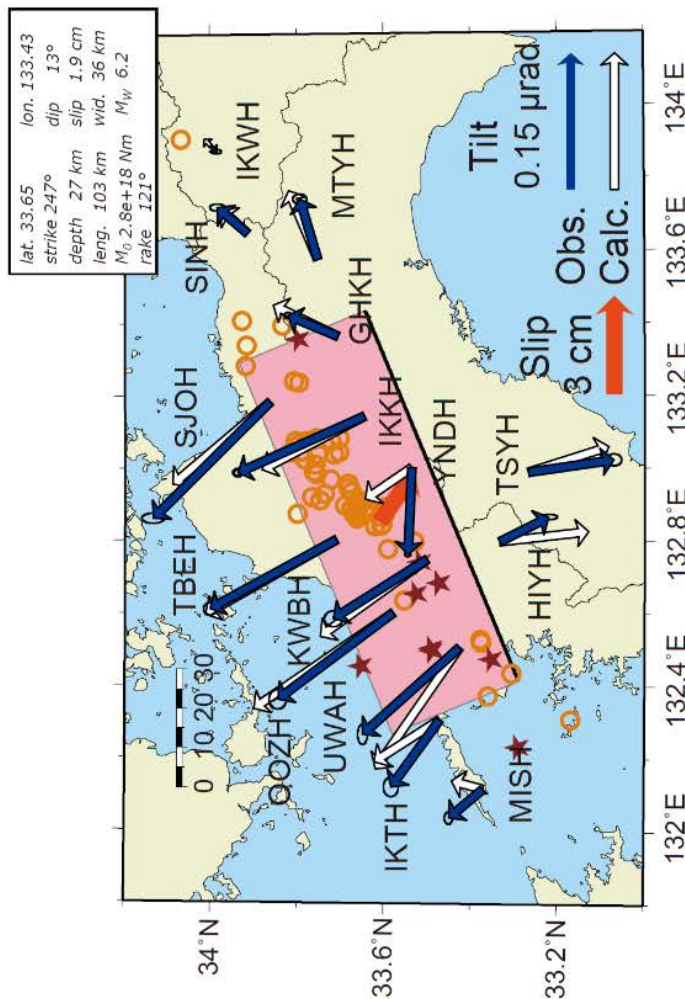 lat. 33.65 lon. 133.43
strike 247° dip 13°
depth 27 km slip 1.9 cm
leng. 103 km wid. 36 km
M0 2.8e+18 Nm MW 6.2
rake 121°
34°N
33.6°N
33.2°N
132°E
132.4°E
132.8°E
133.2°E
133.6°E
134°E
0 10 20 30
SJOH
SINH
IKWH
MTYH
TBEH
GHKH
KWBH
IKKH
OOZH
YNDH
UWAH
TSYH
IKTH
HIYH
MISH
Tilt
0.15 μrad
Slip
3 cm
Obs.
Calc.